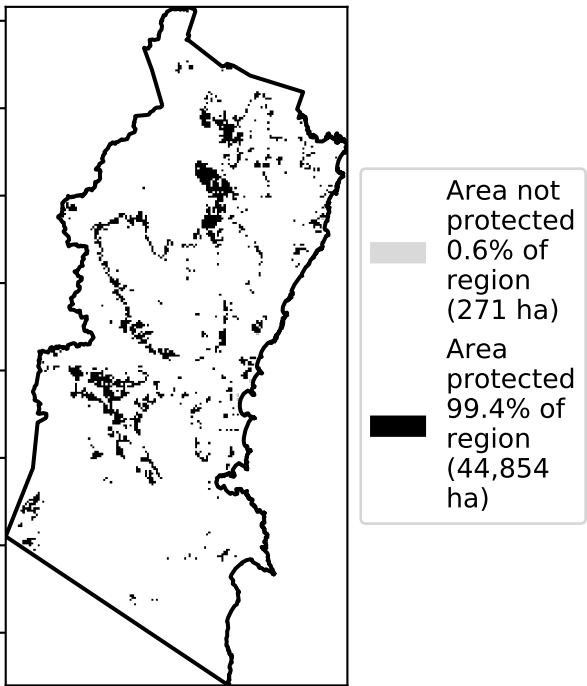 Area not
protected
0.6% of
region
(271 ha)
Area
protected
99.4% of
region
(44,854
ha)